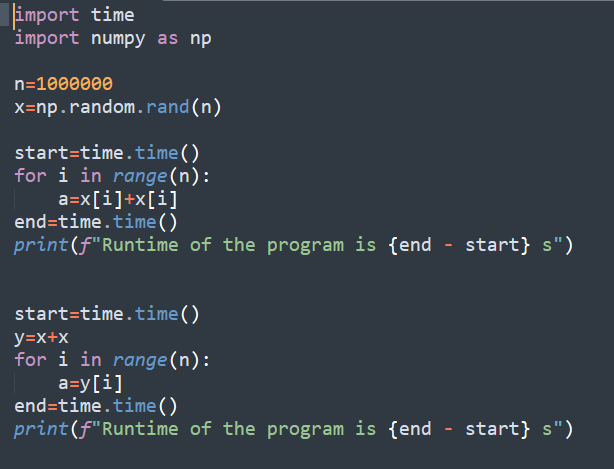 import time
import numpy as np
n=1000000
x=np.random.rand(n)
start=time.time()
for i in range(n):
    a=x[i]+x[i]
end=time.time()
print(f"Runtime of the program is {end - start} s")
start=time.time()
y=x+x
for i in range(n):
    a=y[i]
end=time.time()
print(f"Runtime of the program is {end - start} s")